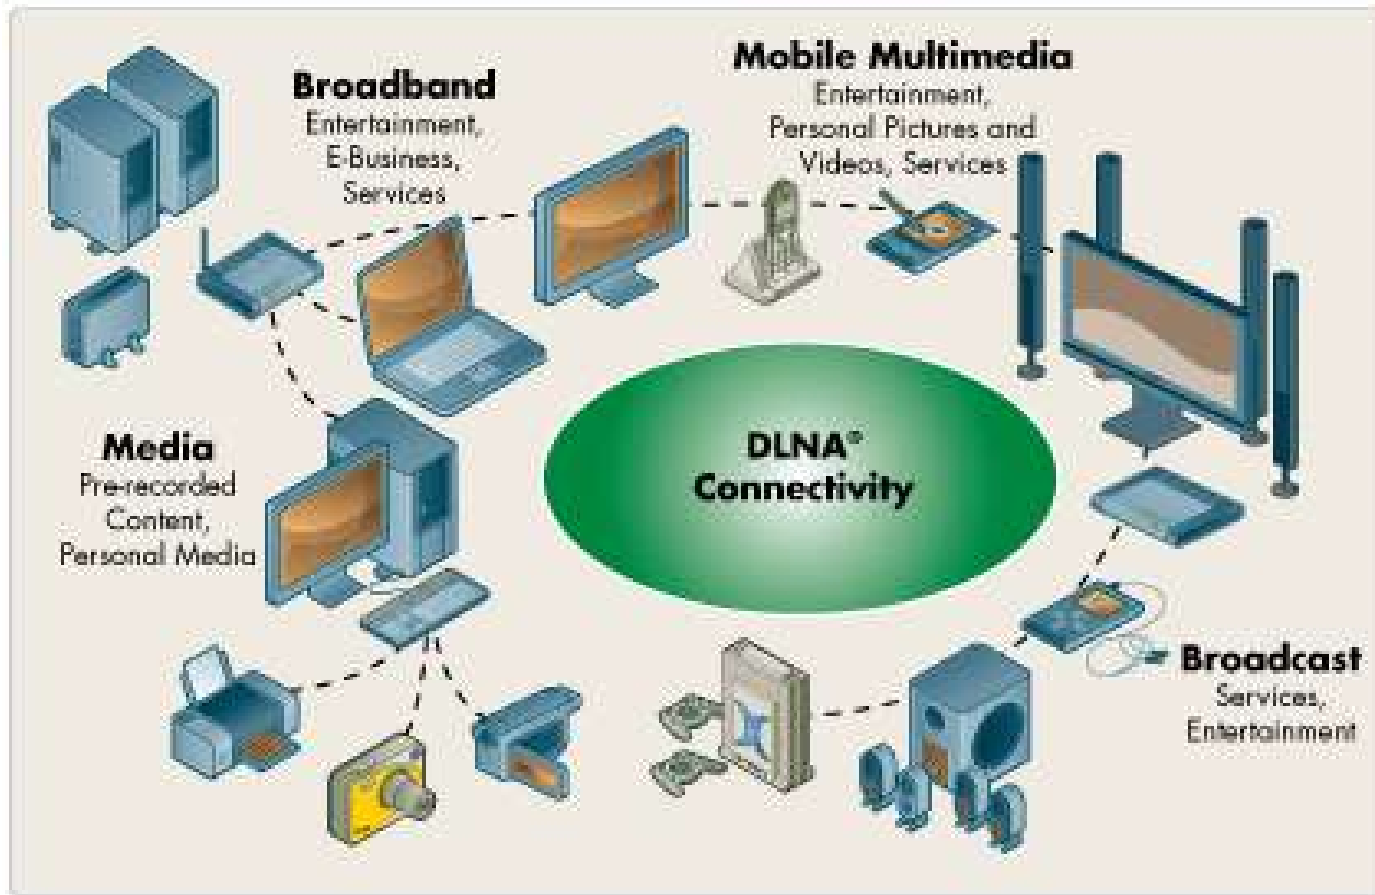 Broadband
Entertainment,
E-Business,
Services
Mobile Multimedia
Entertainment,
Personal Pictures and
Videos, Services
Media
Pre-recorded
Content,
Personal Media
DLNA®
Connectivity
Broadcast
Services,
Entertainment